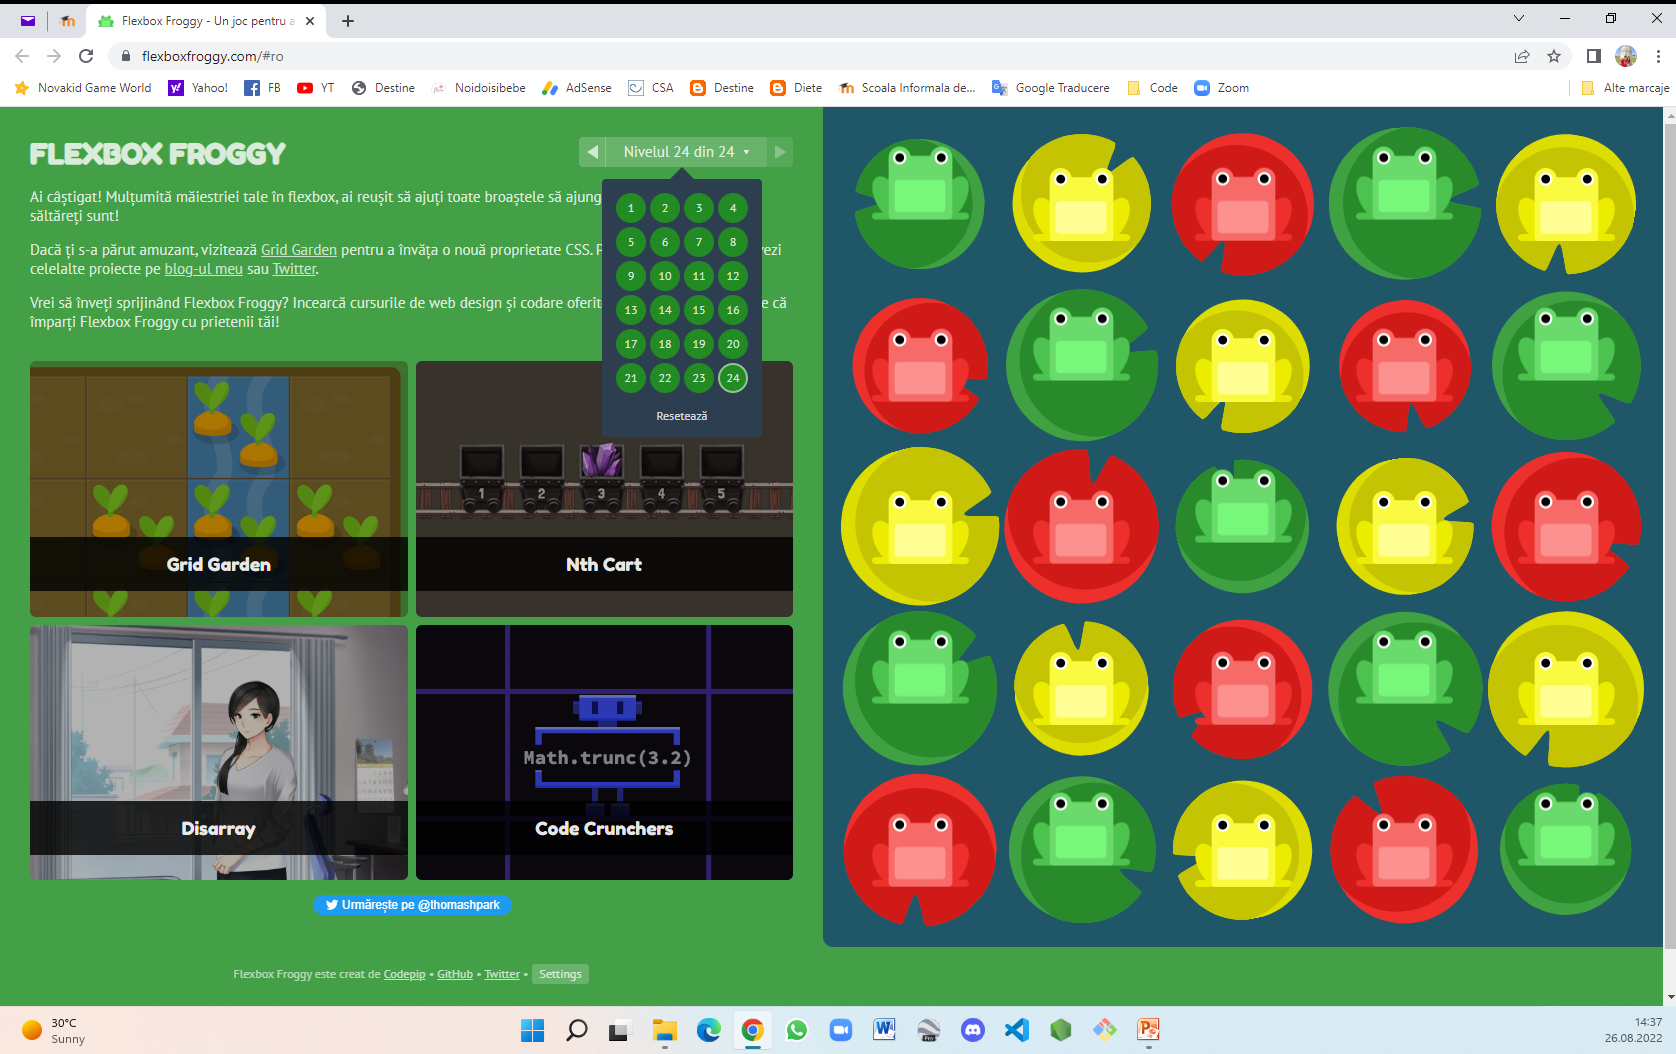 Flexbox Froggy - Un joc pentru a
flexboxfroggy.com/#ro
Novakid Game World
Yahoo!
FB
YT
Destine
Noidoisibebe
AdSense
CSA
Destine
Diete
Scoala Informala de...
Google Traducere
Code
Zoom
Alte marcaje
FLEXBOX FROGGY
Nivelul 24 din 24
Ai câștigat! Mulțumită măiestriei tale în flexbox, ai reușit să ajuți toate broaștele să ajung
săltăreți sunt!
Dacă ți s-a părut amuzant, vizitează Grid Garden pentru a învăța o nouă proprietate CSS. P
vezi
celelalte proiecte pe blog-ul meu sau Twitter.
Vrei să înveți sprijinând Flexbox Froggy? Incearcă cursurile de web design și codare oferit
e că
împarți Flexbox Froggy cu prietenii tăi!
1 2 3 4
5 6 7 8
9 10 11 12
13 14 15 16
17 18 19 20
21 22 23 24
Resetează
1 2 3 4 5
Grid Garden
Nth Cart
Math.trunc(3.2)
Disarray
Code Crunchers
Urmărește pe @thomashpark
Flexbox Froggy este creat de Codepip • GitHub • Twitter • Settings
30°C
Sunny
Pro
14:37
26.08.2022